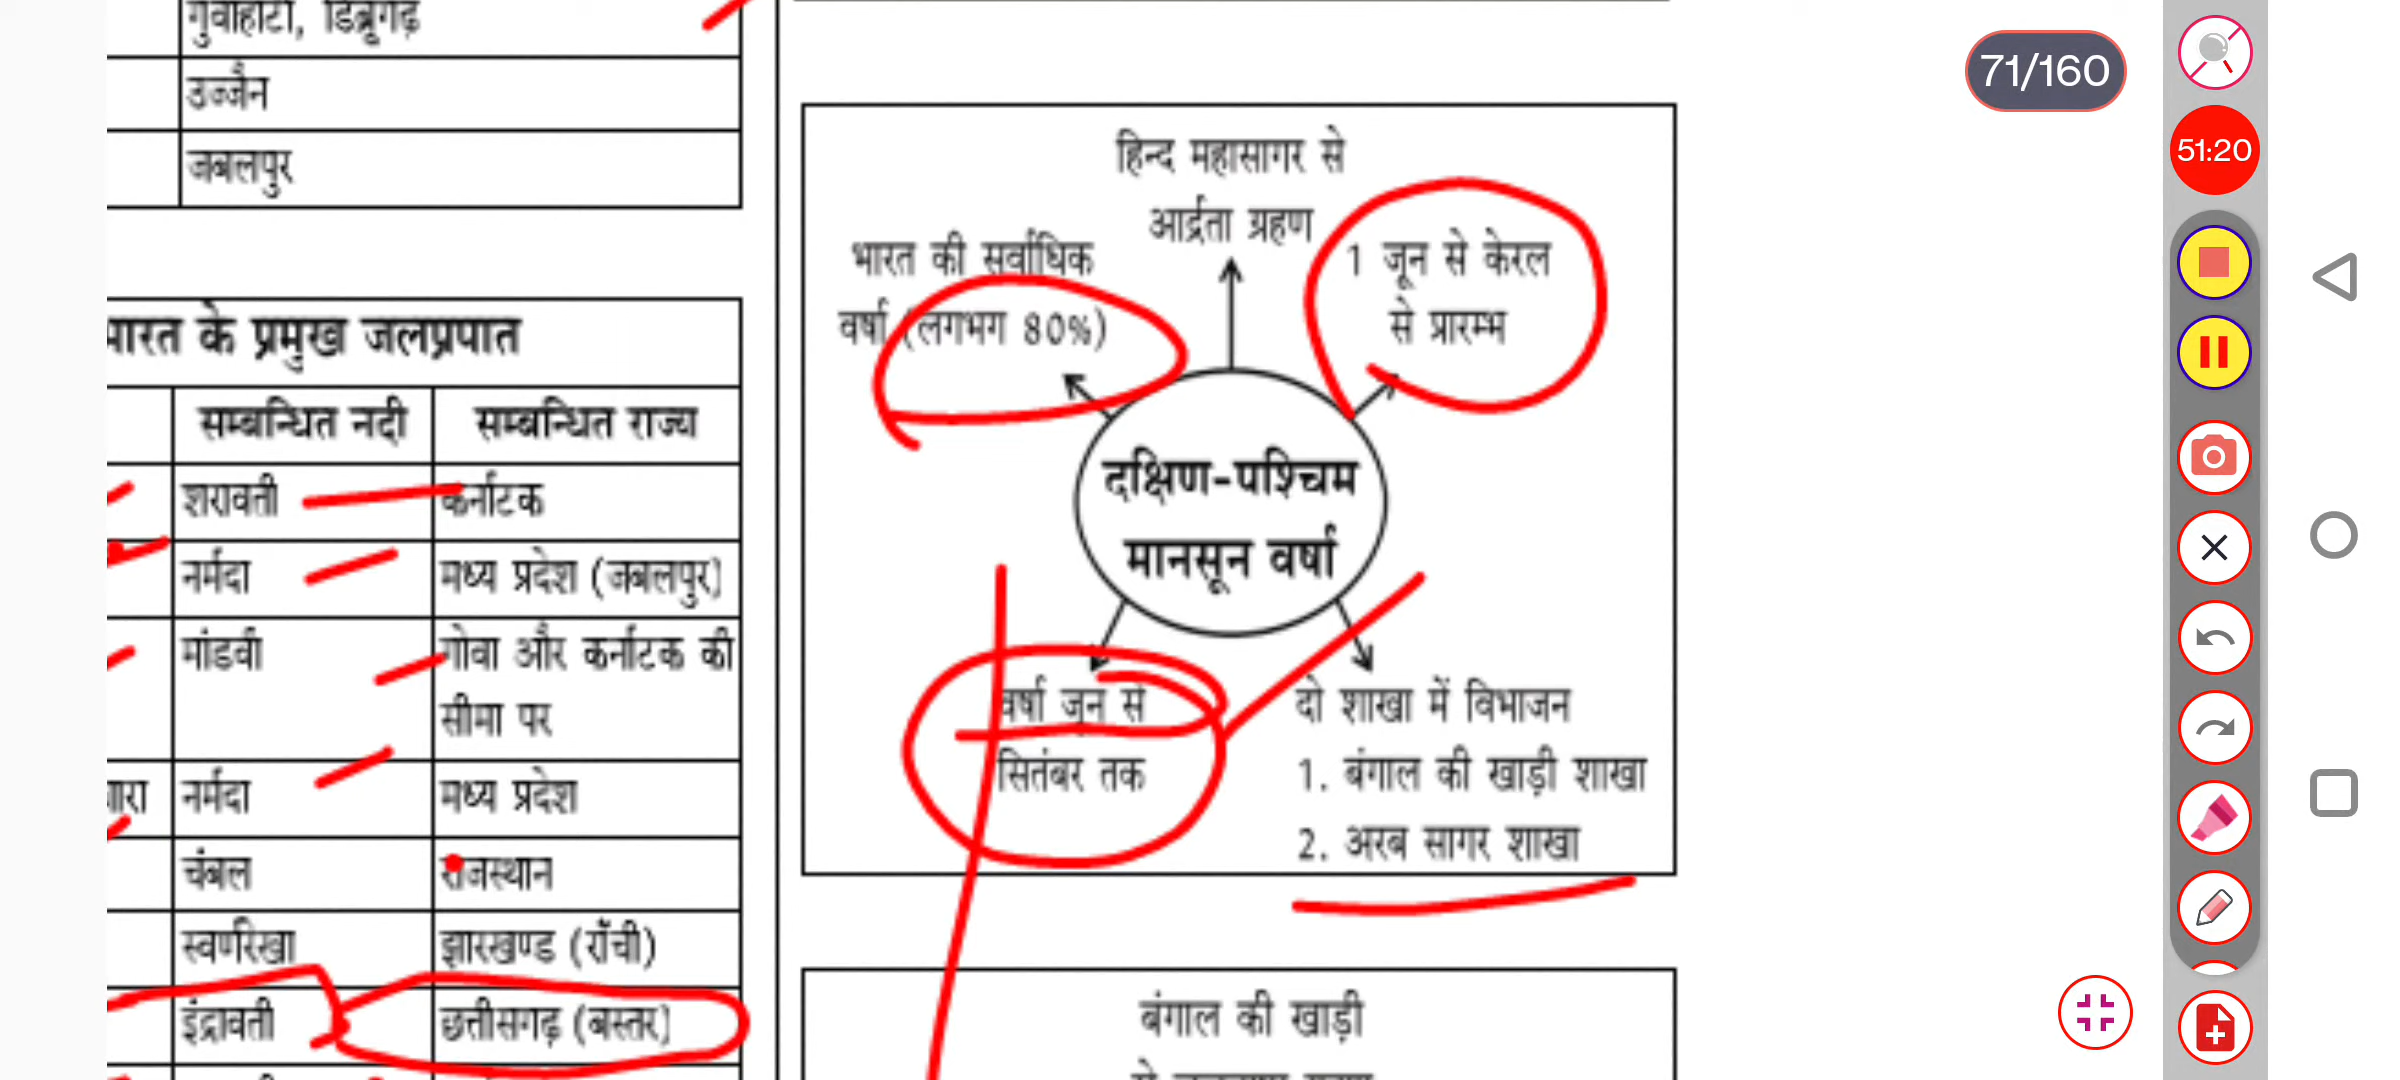 गुवाहाटी, डिब्रूगढ़
उज्जैन
जबलपुर
भारत के प्रमुख जलप्रपात
सम्बन्धित नदी सम्बन्धित राज्य
शरावती कर्नाटक
नर्मदा मध्य प्रदेश (जबलपुर)
मांडवी गोवा और कर्नाटक की
सीमा पर
नर्मदा मध्य प्रदेश
चंबल राजस्थान
स्वर्णरेखा झारखण्ड (राँची)
इंद्रावती छत्तीसगढ़ (बस्तर)
हिन्द महासागर से
आर्द्रता ग्रहण
भारत की सर्वाधिक
वर्षा (लगभग 80%)
1 जून से केरल
से प्रारम्भ
दक्षिण-पश्चिम
मानसून वर्षा
वर्षा जून से
सितंबर तक
दो शाखा में विभाजन
1. बंगाल की खाड़ी शाखा
2. अरब सागर शाखा
बंगाल की खाड़ी
71/160
51:20